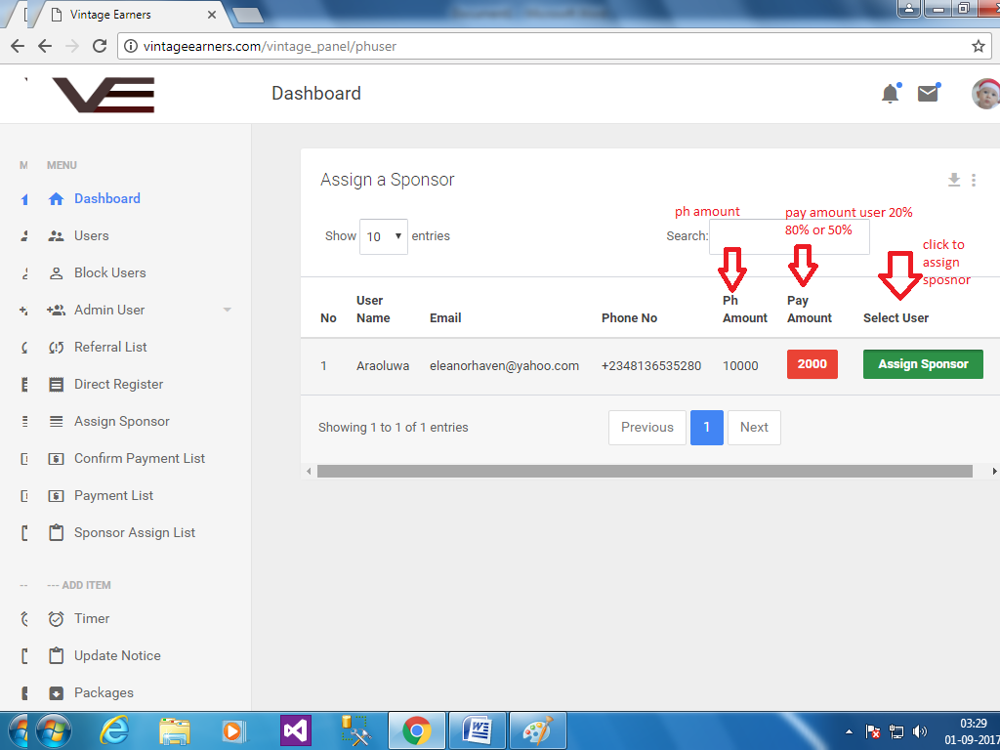 Vintage Earners
vintageearners.com/vintage_panel/phuser
VE
Dashboard
M MENU
Dashboard
Users
Block Users
Admin User
Referral List
Direct Register
Assign Sponsor
Confirm Payment List
Payment List
Sponsor Assign List
-- --- ADD ITEM
Timer
Update Notice
Packages
Assign a Sponsor
ph amount
pay amount user 20%
80% or 50%
click to
assign
sposnor
Show 10 entries
Search:
No User Name Email Phone No Ph Amount Pay Amount Select User
1 Araoluwa eleanorhaven@yahoo.com +2348136535280 10000 2000 Assign Sponsor
Showing 1 to 1 of 1 entries
Previous 1 Next
03:29
01-09-2017